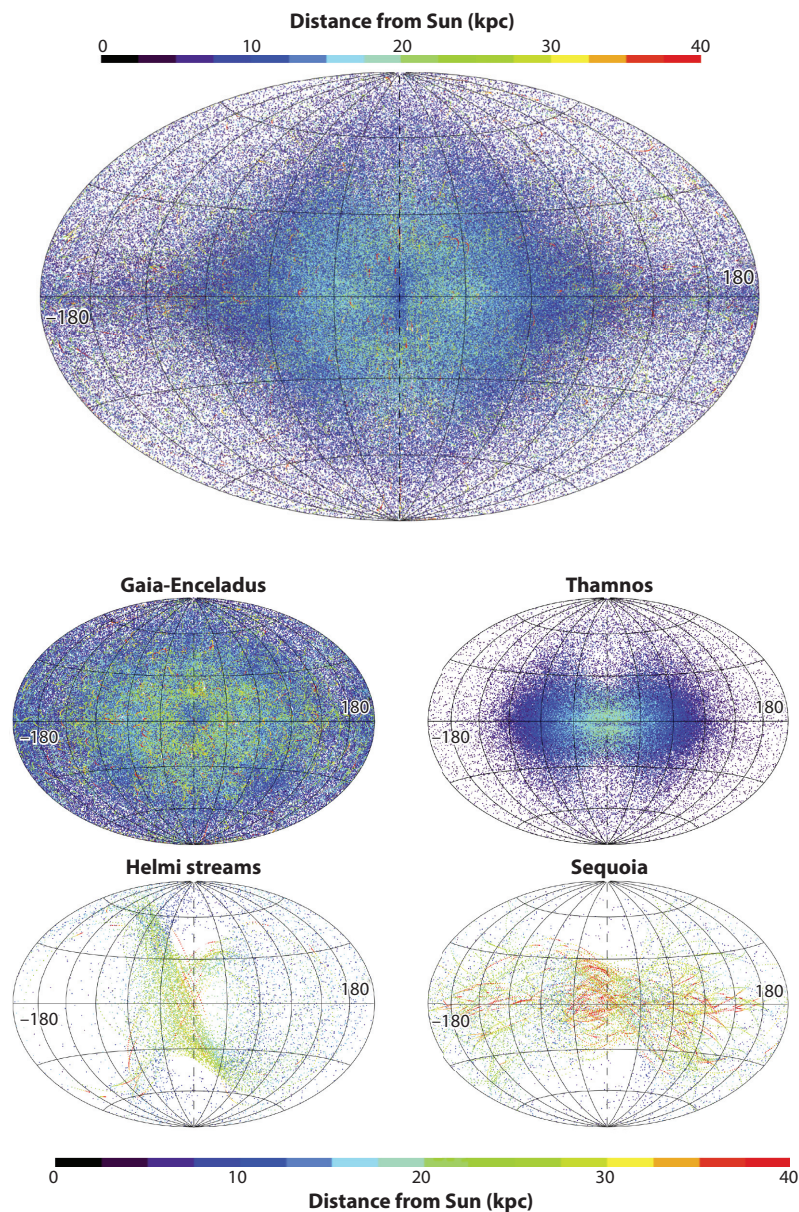 Distance from Sun (kpc)
0 10 20 30 40
–180 180
Gaia-Enceladus Thamnos
–180 180 –180 180
Helmi streams Sequoia
–180 180 –180 180
0 10 20 30 40
Distance from Sun (kpc)